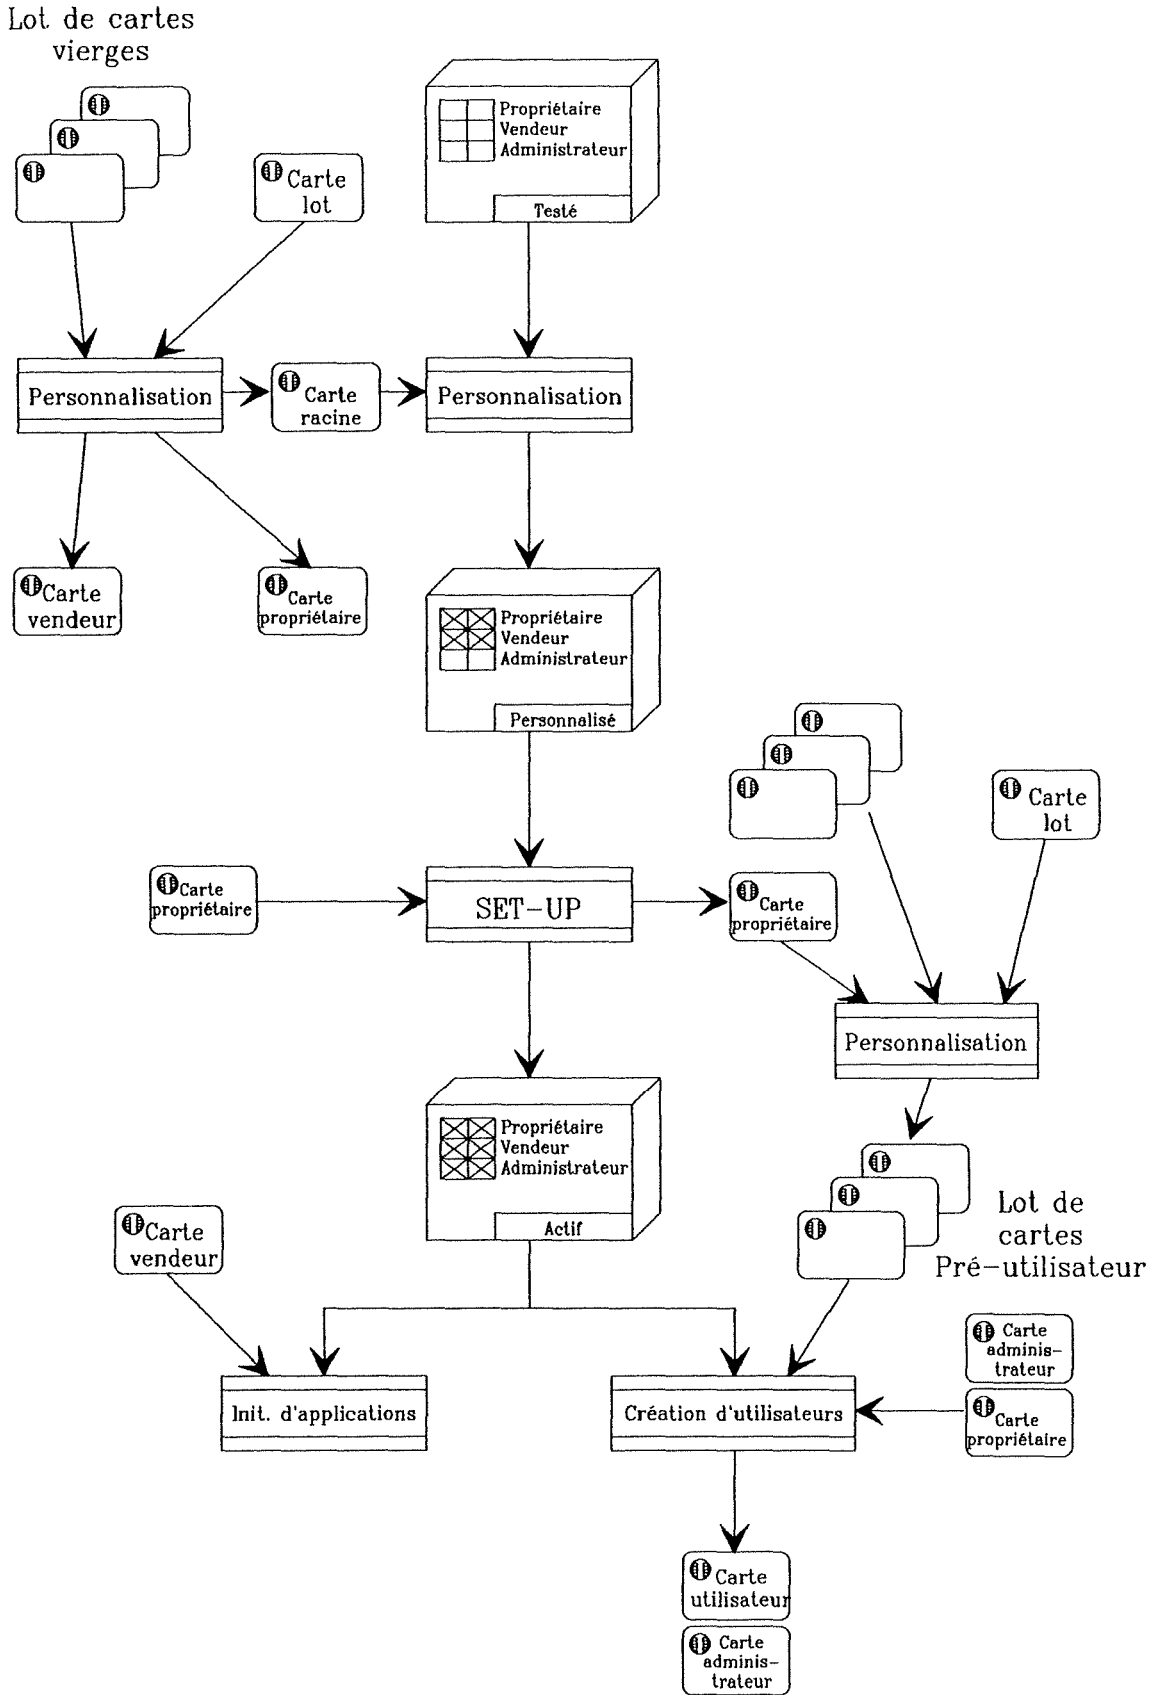 Lot de cartes
vierges
Propriétaire
Vendeur
Administrateur
Testé
Carte
lot
Personnalisation
Carte
racine
Personnalisation
Carte
vendeur
Carte
propriétaire
Propriétaire
Vendeur
Administrateur
Personnalisé
Carte
lot
Carte
propriétaire
SET-UP
Carte
propriétaire
Personnalisation
Propriétaire
Vendeur
Administrateur
Actif
Carte
vendeur
Lot de
cartes
Pré-utilisateur
Carte
adminis-
trateur
Init. d'applications
Création d'utilisateurs
Carte
propriétaire
Carte
utilisateur
Carte
adminis-
trateur